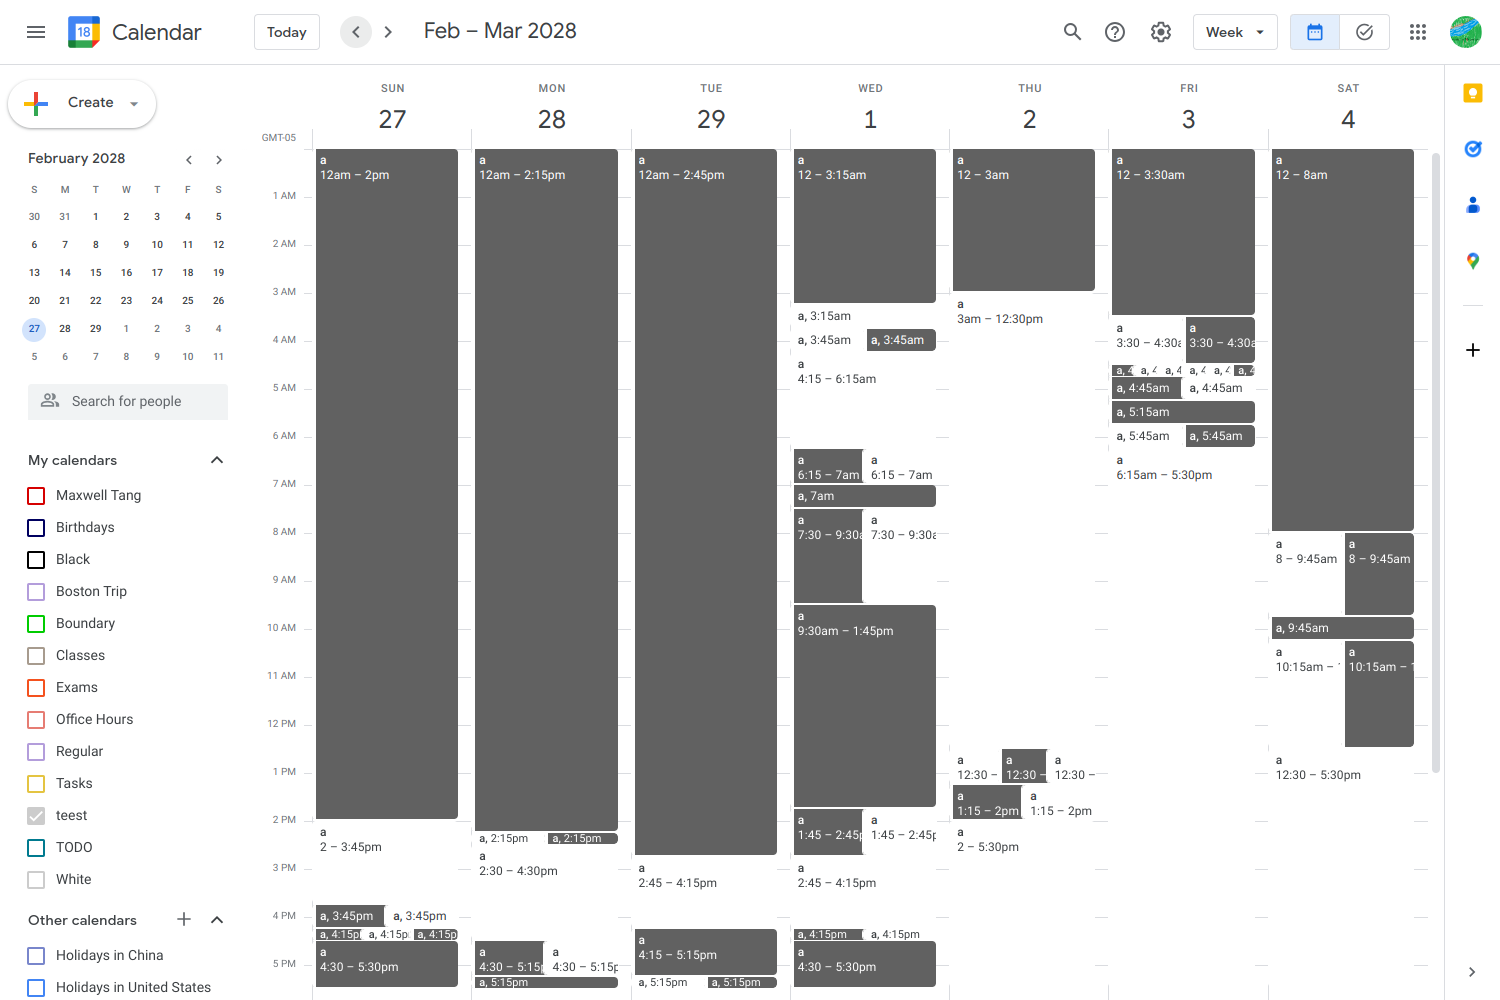 18 Calendar Today Feb – Mar 2028 Week
Create
February 2028
S M T W T F S
30 31 1 2 3 4 5
6 7 8 9 10 11 12
13 14 15 16 17 18 19
20 21 22 23 24 25 26
27 28 29 1 2 3 4
5 6 7 8 9 10 11
Search for people
My calendars
Maxwell Tang
Birthdays
Black
Boston Trip
Boundary
Classes
Exams
Office Hours
Regular
Tasks
teest
TODO
White
Other calendars
Holidays in China
Holidays in United States
SUN MON TUE WED THU FRI SAT
27 28 29 1 2 3 4
GMT-05
1 AM
2 AM
3 AM
4 AM
5 AM
6 AM
7 AM
8 AM
9 AM
10 AM
11 AM
12 PM
1 PM
2 PM
3 PM
4 PM
5 PM
a
12am – 2pm
a
2 – 3:45pm
a, 3:45pm
a, 3:45pm
a, 4:15pm
a, 4:15p
a, 4:15p
a
4:30 – 5:30pm
a
12am – 2:15pm
a, 2:15pm
a, 2:15pm
a
2:30 – 4:30pm
a
4:30 – 5:15p
a
4:30 – 5:15p
a, 5:15pm
a
12am – 2:45pm
a
2:45 – 4:15pm
a
4:15 – 5:15pm
a, 5:15pm
a, 5:15pm
a
12 – 3:15am
a, 3:15am
a, 3:45am
a, 3:45am
a
4:15 – 6:15am
a
6:15 – 7am
a
6:15 – 7am
a, 7am
a
7:30 – 9:30a
a
7:30 – 9:30a
a
9:30am – 1:45pm
a
1:45 – 2:45p
a
1:45 – 2:45p
a
2:45 – 4:15pm
a, 4:15pm
a, 4:15pm
a
4:30 – 5:30pm
a
12 – 3am
a
3am – 12:30pm
a
12:30 –
a
12:30 –
a
12:30 –
a
1:15 – 2pm
a
1:15 – 2pm
a
2 – 5:30pm
a
12 – 3:30am
a
3:30 – 4:30a
a
3:30 – 4:30a
a, 4
a, 4
a, 4
a, 4
a, 4
a, 4
a, 4:45am
a, 4:45am
a, 5:15am
a, 5:45am
a, 5:45am
a
6:15am – 5:30pm
a
12 – 8am
a
8 – 9:45am
a
8 – 9:45am
a, 9:45am
a
10:15am –
a
10:15am – 1
a
12:30 – 5:30pm